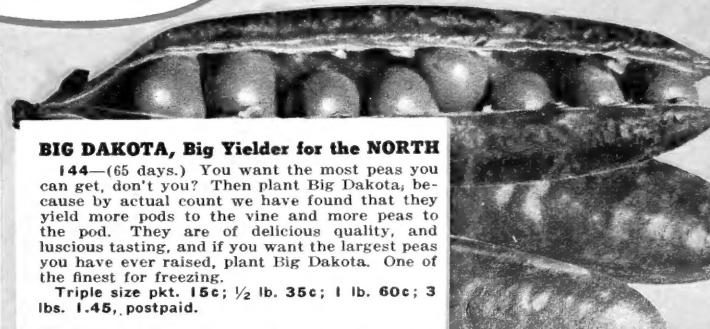 BIG DAKOTA, Big Yielder for the NORTH
144—(65 days.) You want the most peas you
can get, don't you? Then plant Big Dakota, be-
cause by actual count we have found that they
yield more pods to the vine and more peas to
the pod. They are of delicious quality, and
luscious tasting, and if you want the largest peas
you have ever raised, plant Big Dakota. One of
the finest for freezing.
Triple size pkt. 15c; ½ lb. 35c; 1 lb. 60c; 3
lbs. 1.45, postpaid.